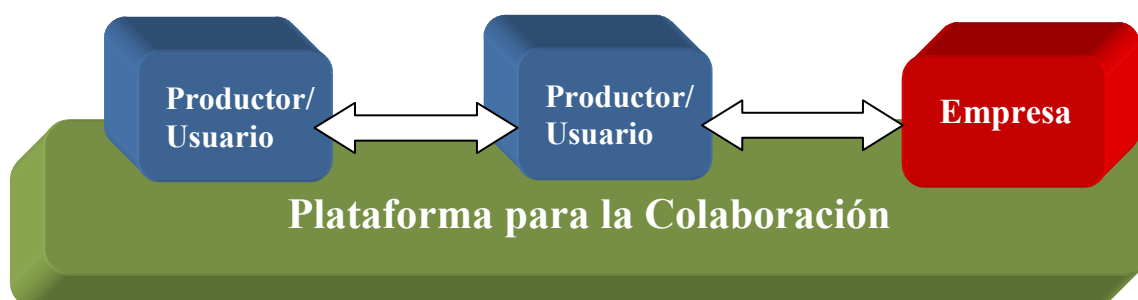 Productor/
Usuario
Productor/
Usuario
Empresa
Plataforma para la Colaboración